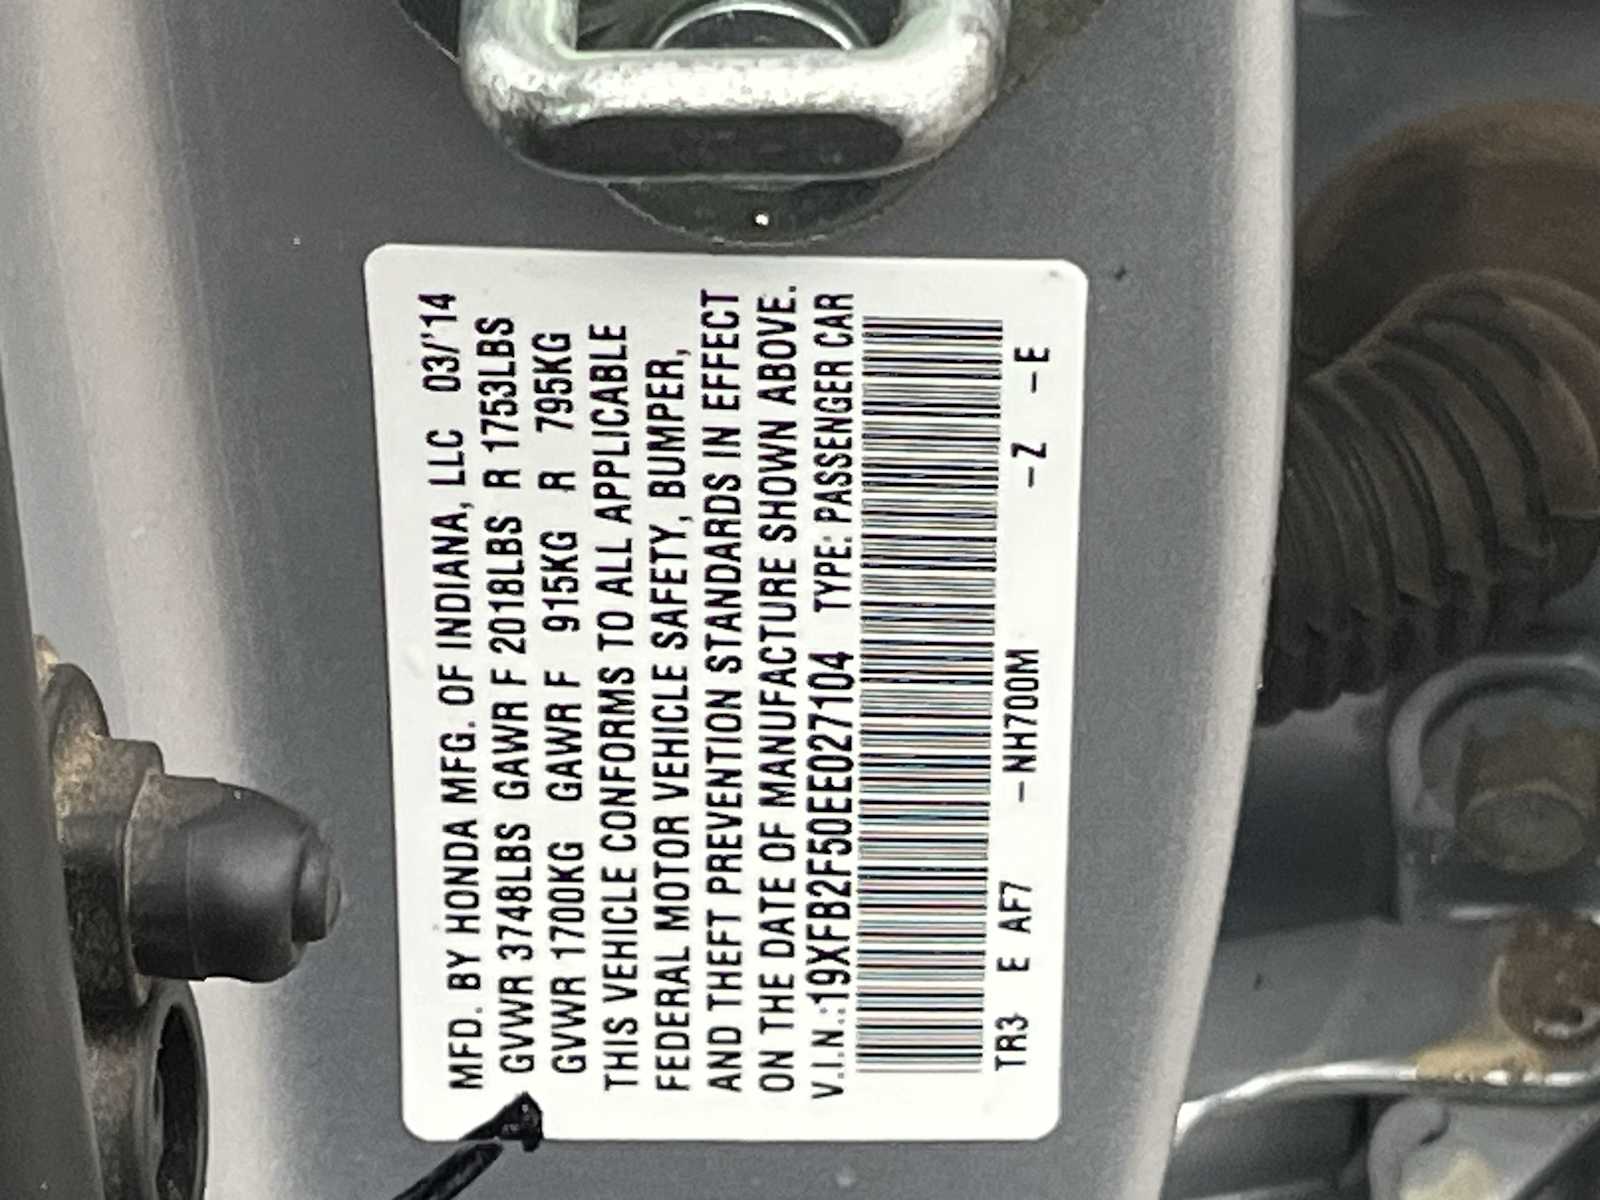 MFD. BY HONDA MFG. OF INDIANA, LLC 03/'14
GVWR 3748LBS GAWR F 2018LBS R 1753LBS
GVWR 1700KG GAWR F 915KG R 795KG
THIS VEHICLE CONFORMS TO ALL APPLICABLE
FEDERAL MOTOR VEHICLE SAFETY, BUMPER,
AND THEFT PREVENTION STANDARDS IN EFFECT
ON THE DATE OF MANUFACTURE SHOWN ABOVE.
V.I.N.:19XFB2F50EE027104 TYPE: PASSENGER CAR
TR3 E AF7 -NH700M -Z -E